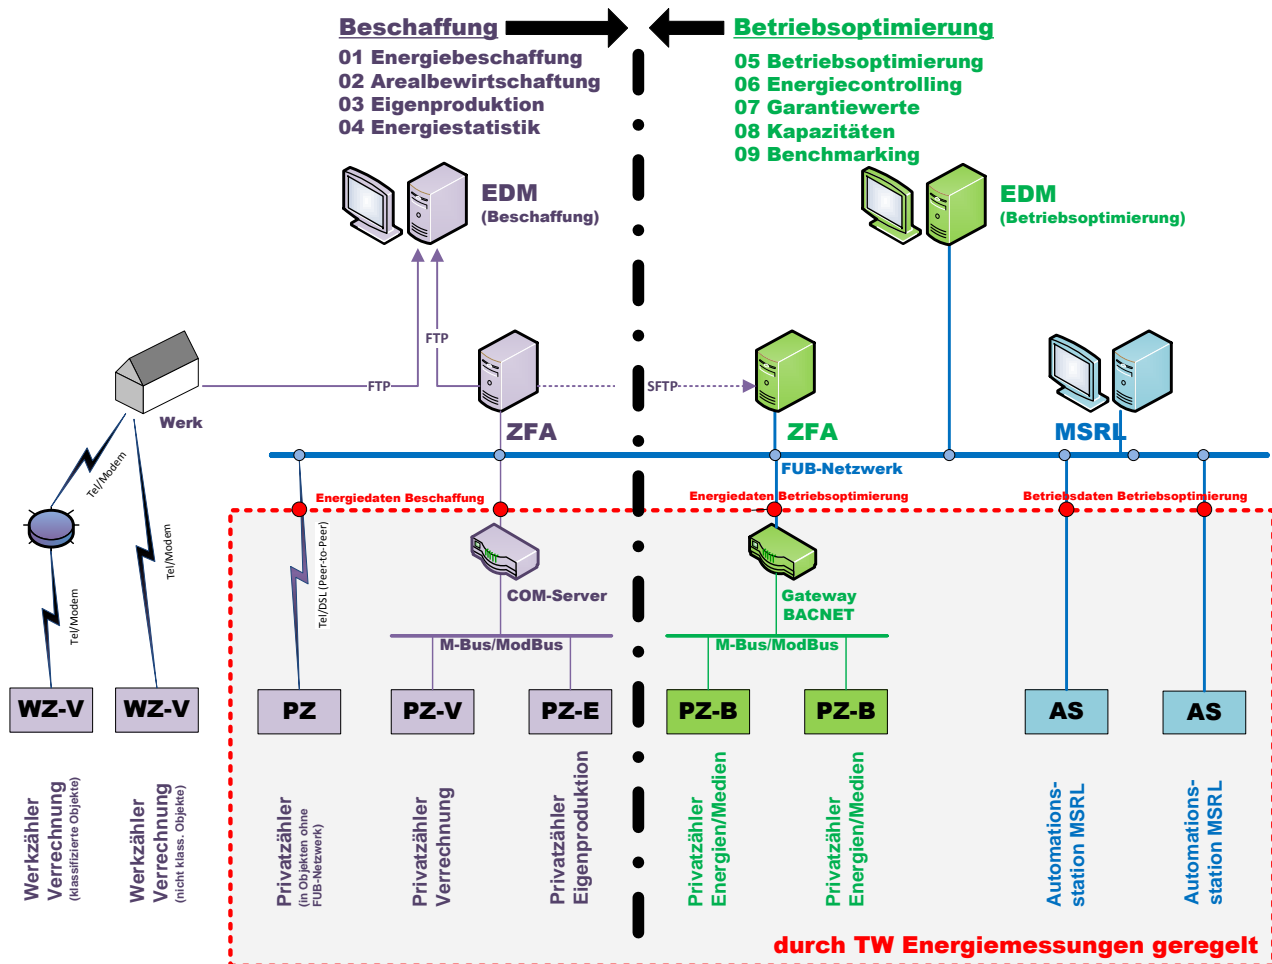 Beschaffung
01 Energiebeschaffung
02 Arealbewirtschaftung
03 Eigenproduktion
04 Energiestatistik
Betriebsoptimierung
05 Betriebsoptimierung
06 Energiecontrolling
07 Garantiewerte
08 Kapazitäten
09 Benchmarking
EDM
(Beschaffung)
EDM
(Betriebsoptimierung)
FTP
FTP
SFTP
Werk
ZFA
ZFA
MSRL
FUB-Netzwerk
Tel/Modem
Tel/Modem
Tel/Modem
Energiedaten Beschaffung
Energiedaten Betriebsoptimierung
Betriebsdaten Betriebsoptimierung
Tel/DSL (Peer-to-Peer)
COM-Server
Gateway
BACNET
M-Bus/ModBus
M-Bus/ModBus
WZ-V
WZ-V
PZ
PZ-V
PZ-E
PZ-B
PZ-B
AS
AS
Werkzähler
Verrechnung
(klassifizierte Objekte)
Werkzähler
Verrechnung
(nicht klass. Objekte)
Privatzähler
(in Objekten ohne
FUB-Netzwerk)
Privatzähler
Verrechnung
Privatzähler
Eigenproduktion
Privatzähler
Energien/Medien
Privatzähler
Energien/Medien
Automations-
station MSRL
Automations-
station MSRL
durch TW Energiemessungen geregelt